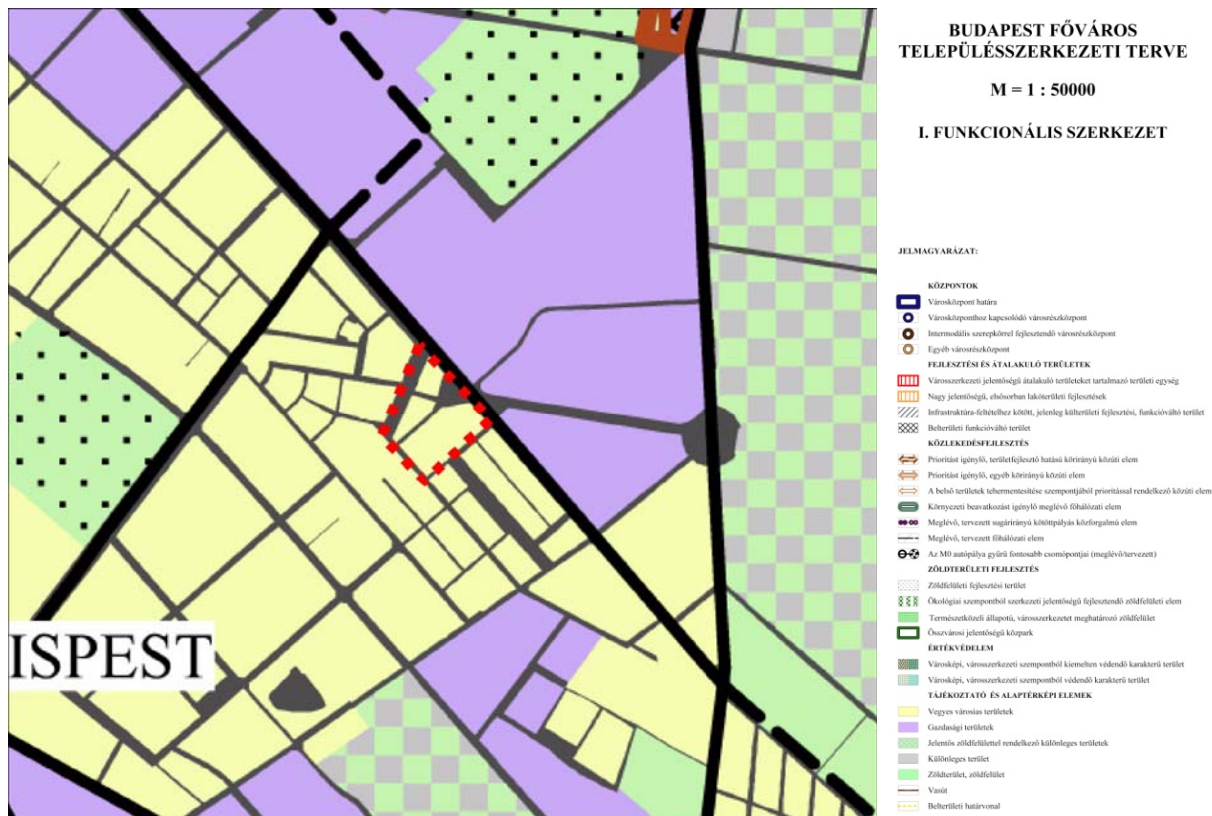 BUDAPEST FŐVÁROS
TELEPÜLÉSSZERKEZETI TERVE
M = 1 : 50000
I. FUNKCIONÁLIS SZERKEZET
JELMAGYARÁZAT:
KÖZPONTOK
Városközpont határa
Városközponthoz kapcsolódó városrészközpont
Intermodális szerepkörrel fejlesztendő városrészközpont
Egyéb városrészközpont
FEJLESZTÉSI ÉS ÁTALAKULÓ TERÜLETEK
Városszerkezeti jelentőségű átalakuló területeket tartalmazó területi egység
Nagy jelentőségű, elsősorban lakóterületi fejlesztések
Infrastruktúra-feltételhez kötött, jelenleg külterületi fejlesztési, funkcióváltó terület
Belterületi funkcióváltó terület
KÖZLEKEDÉSFEJLESZTÉS
Prioritást igénylő, területfejlesztő hatású körirányú közúti elem
Prioritást igénylő, egyéb körirányú közúti elem
A belső területek tehermentesítése szempontjából prioritással rendelkező közúti elem
Környezeti beavatkozást igénylő meglévő főhálózati elem
Meglévő, tervezett sugárirányú kötöttpályás közforgalmú elem
Meglévő, tervezett főhálózati elem
Az M0 autópálya gyűrű fontosabb csomópontjai (meglévő/tervezett)
ZÖLDTERÜLETI FEJLESZTÉS
Zöldfelületi fejlesztési terület
Ökológiai szempontból szerkezeti jelentőségű fejlesztendő zöldfelületi elem
Természetközeli állapotú, városszerkezetet meghatározó zöldfelület
Összvárosi jelentőségű közpark
ÉRTÉKVÉDELEM
Városképi, városszerkezeti szempontból kiemelten védendő karakterű terület
Városképi, városszerkezeti szempontból védendő karakterű terület
TÁJÉKOZTATÓ ÉS ALAPTÉRKÉPI ELEMEK
Vegyes városias területek
Gazdasági területek
Jelentős zöldfelülettel rendelkező különleges területek
Különleges terület
Zöldterület, zöldfelület
Vasút
Belterületi határvonal
ISPEST